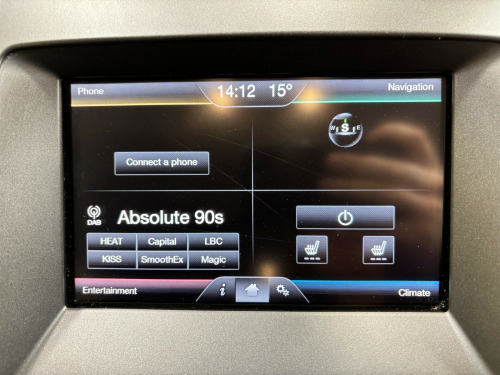 Phone
14:12 15°
Navigation
W S E
Connect a phone
DAB
Absolute 90s
HEAT Capital LBC
KISS SmoothEx Magic
Entertainment
i
Climate